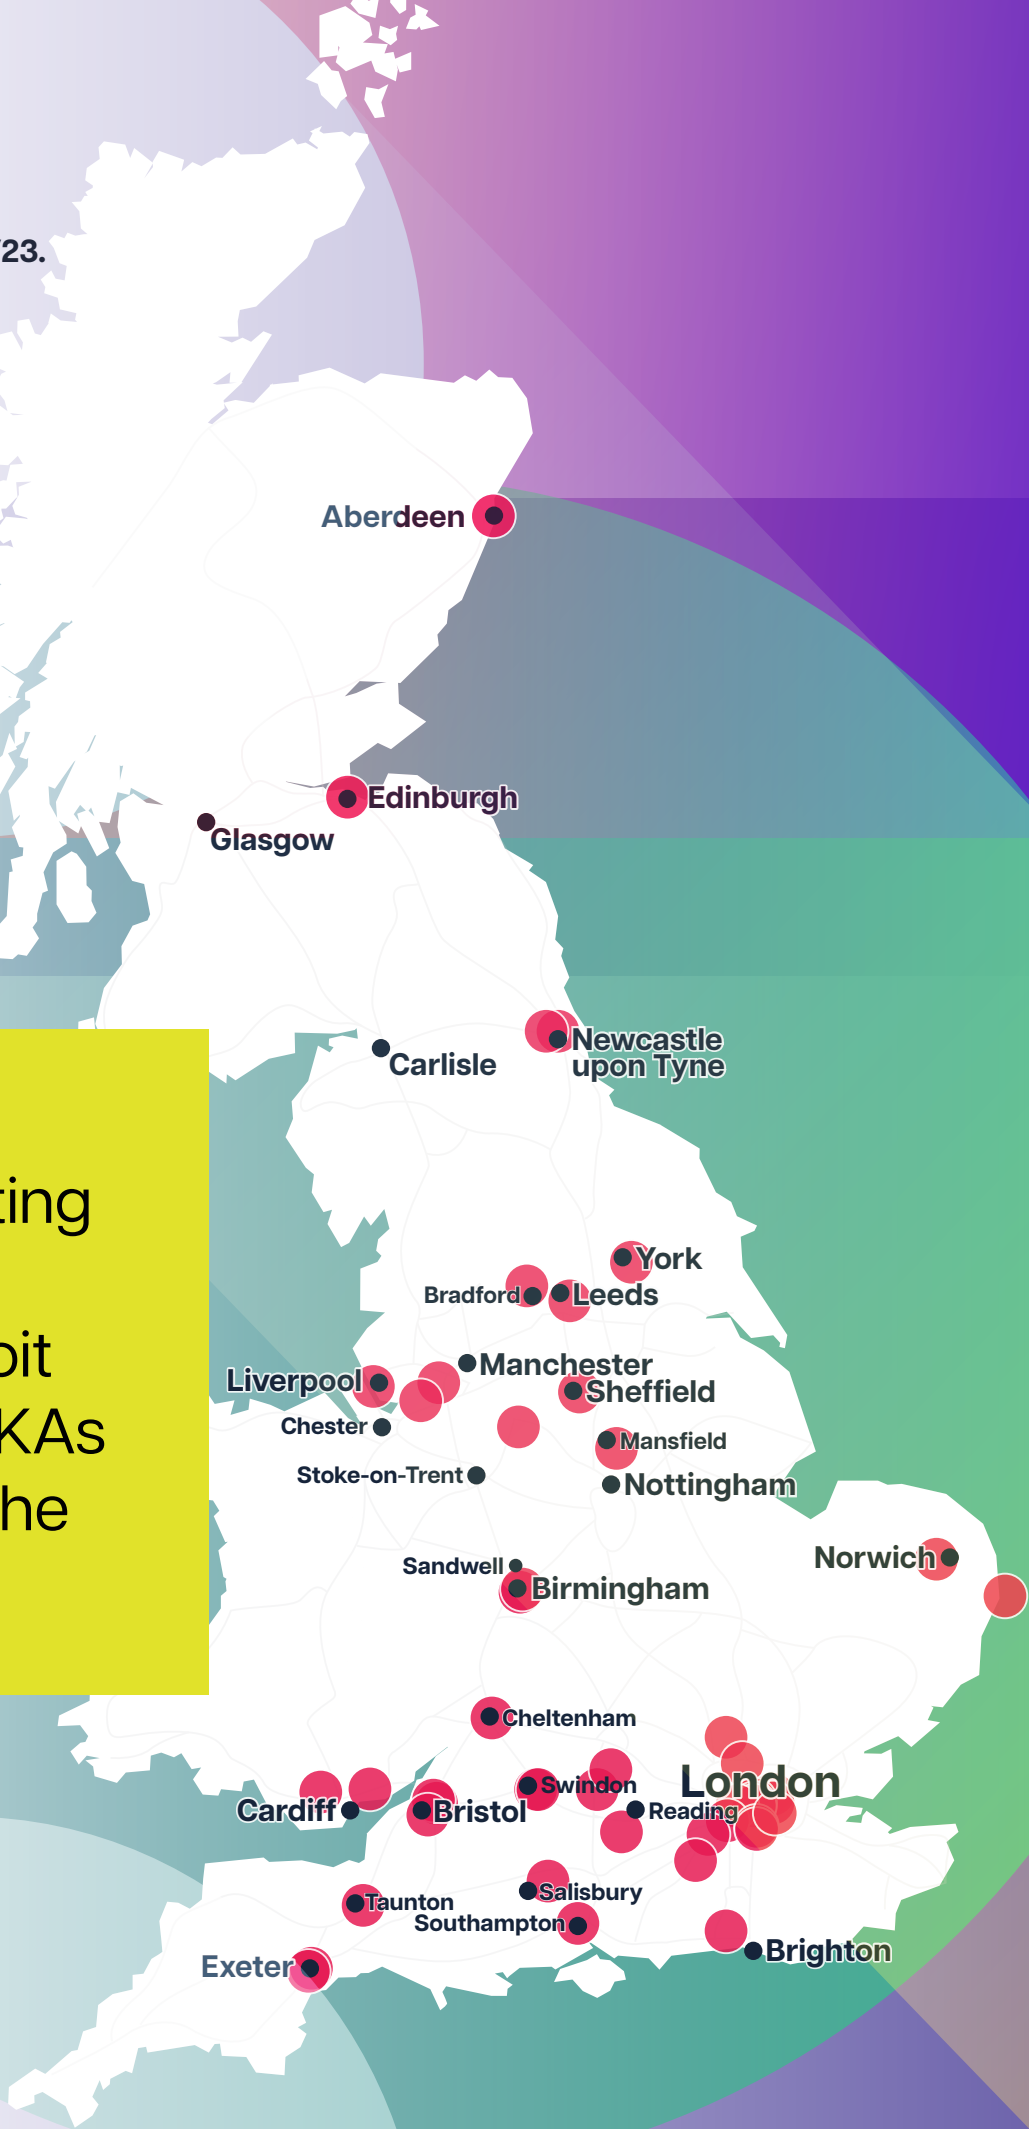 /23.
Aberdeen
Edinburgh
Glasgow
Newcastle
upon Tyne
Carlisle
ting
York
Bradford
Leeds
oit
Manchester
Liverpool
Sheffield
KAs
Chester
Mansfield
Stoke-on-Trent
Nottingham
he
Norwich
Sandwell
Birmingham
Cheltenham
London
Swindon
Cardiff
Bristol
Reading
Salisbury
Taunton
Southampton
Brighton
Exeter